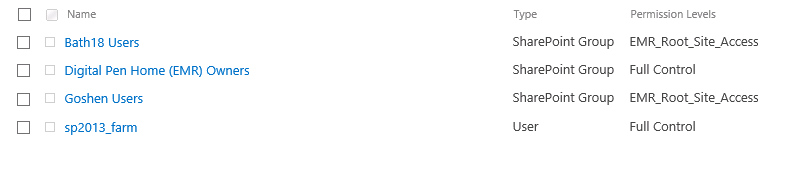 Name Type Permission Levels
Bath18 Users SharePoint Group EMR_Root_Site_Access
Digital Pen Home (EMR) Owners SharePoint Group Full Control
Goshen Users SharePoint Group EMR_Root_Site_Access
sp2013_farm User Full Control